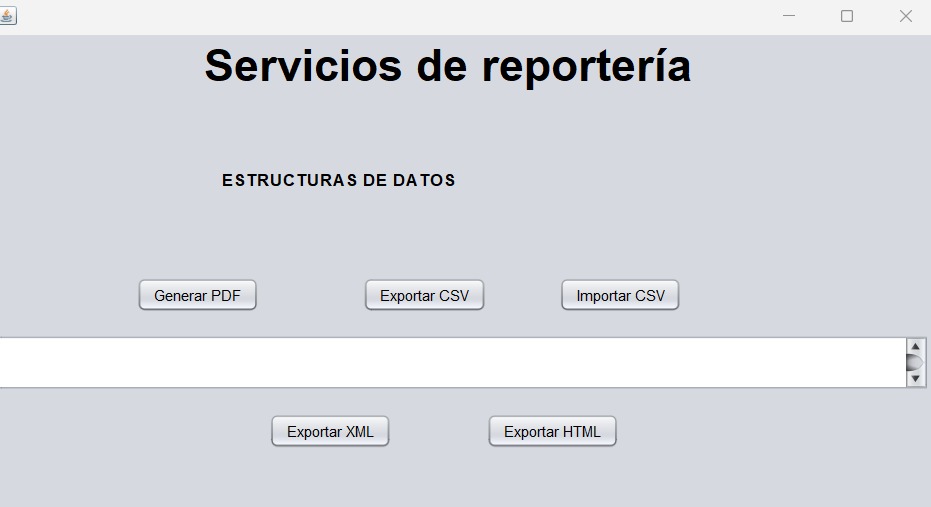 Servicios de reportería
ESTRUCTURAS DE DATOS
Generar PDF
Exportar CSV
Importar CSV
Exportar XML
Exportar HTML